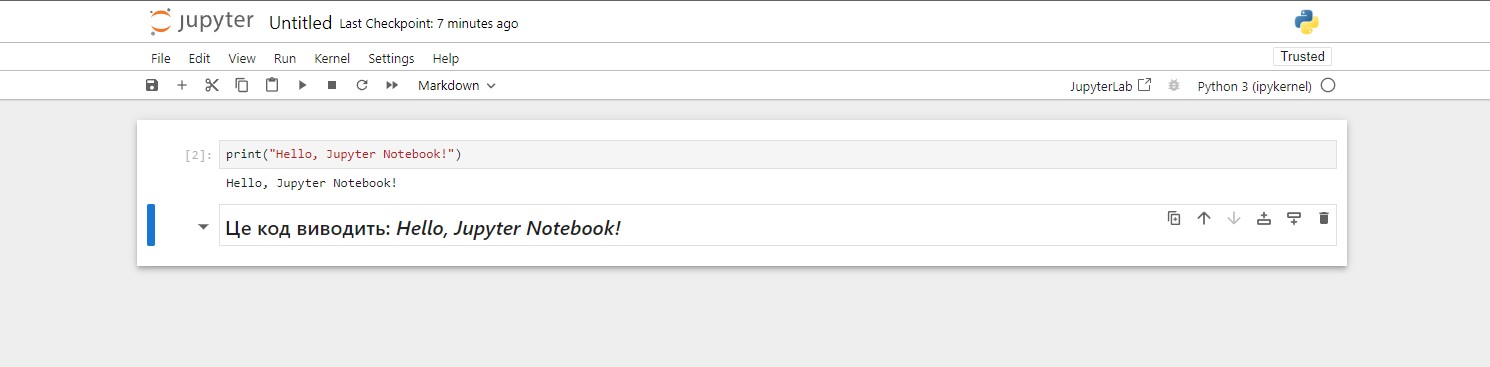 jupyter Untitled Last Checkpoint: 7 minutes ago
File Edit View Run Kernel Settings Help Trusted
Markdown JupyterLab Python 3 (ipykernel)
[2]: print("Hello, Jupyter Notebook!")
Hello, Jupyter Notebook!
Це код виводить: Hello, Jupyter Notebook!